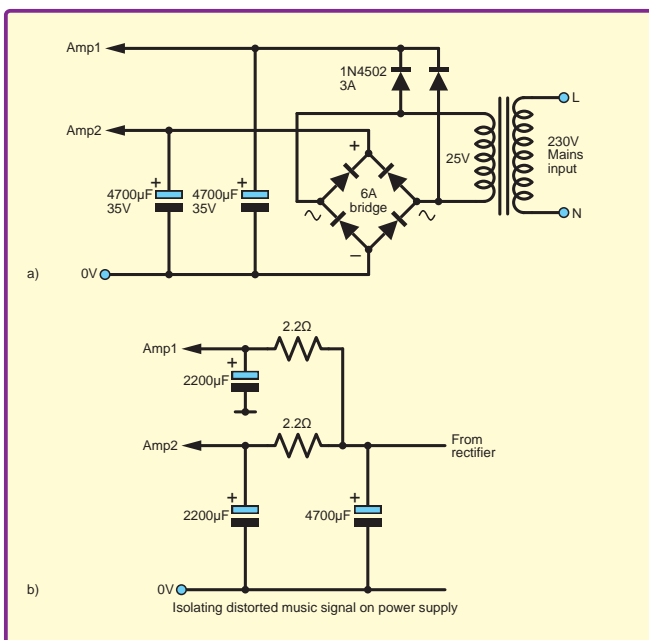 Amp1
1N4502
3A
L
Amp2
+
25V
230V
Mains
input
+
4700µF
35V
+
4700µF
35V
6A
bridge
∼
∼
N
–
a)
0V
2.2Ω
Amp1
+
2200µF
2.2Ω
Amp2
From
rectifier
+
2200µF
+
4700µF
b)
0V
Isolating distorted music signal on power supply